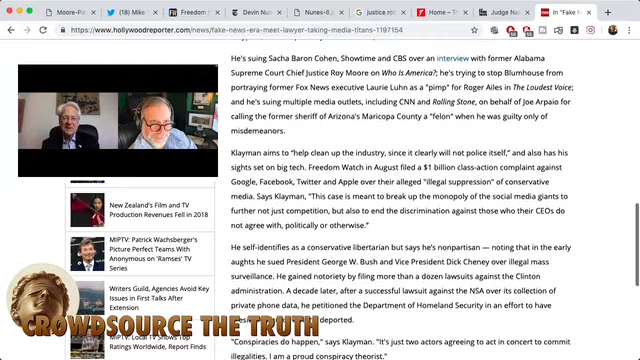 Moore-Pa
(18) Mike
Freedom
Devin Nuc
Nunes-8.j
justice ro
Home – T
Judge Na
In "Fake N
https://www.hollywoodreporter.com/news/fake-news-era-meet-lawyer-taking-media-titans-1197154
He's suing Sacha Baron Cohen, Showtime and CBS over an interview with former Alabama
Supreme Court Chief Justice Roy Moore on Who Is America?; he's trying to stop Blumhouse from
portraying former Fox News executive Laurie Luhn as a "pimp" for Roger Ailes in The Loudest Voice;
and he's suing multiple media outlets, including CNN and Rolling Stone, on behalf of Joe Arpaio for
calling the former sheriff of Arizona's Maricopa County a "felon" when he was guilty only of
misdemeanors.
Klayman aims to "help clean up the industry, since it clearly will not police itself," and also has his
sights set on big tech. Freedom Watch in August filed a $1 billion class-action complaint against
Google, Facebook, Twitter and Apple over their alleged "illegal suppression" of conservative
media. Says Klayman, "This case is meant to break up the monopoly of the social media giants to
further not just competition, but also to end the discrimination against those who their CEOs do
not agree with, politically or otherwise."
He self-identifies as a conservative libertarian but says he's nonpartisan — noting that in the early
aughts he sued President George W. Bush and Vice President Dick Cheney over illegal mass
surveillance. He gained notoriety by filing more than a dozen lawsuits against the Clinton
administration. A decade later, after a successful lawsuit against the NSA over its collection of
private phone data, he petitioned the Department of Homeland Security in an effort to have
deported.
"Conspiracies do happen," says Klayman. "It's just two actors agreeing to act in concert to commit
illegalities. I am a proud conspiracy theorist."
New Zealand's Film and TV
Production Revenues Fell in 2018
MIPTV: Patrick Wachsberger's
Picture Perfect Teams With
Anonymous on 'Ramses' TV
Series
Writers Guild, Agencies Avoid Key
Issues in First Talks After
Extension
MIPTV: Local TV Shows Top
Ratings Worldwide, Report Finds
CROWDSOURCE THE TRUTH